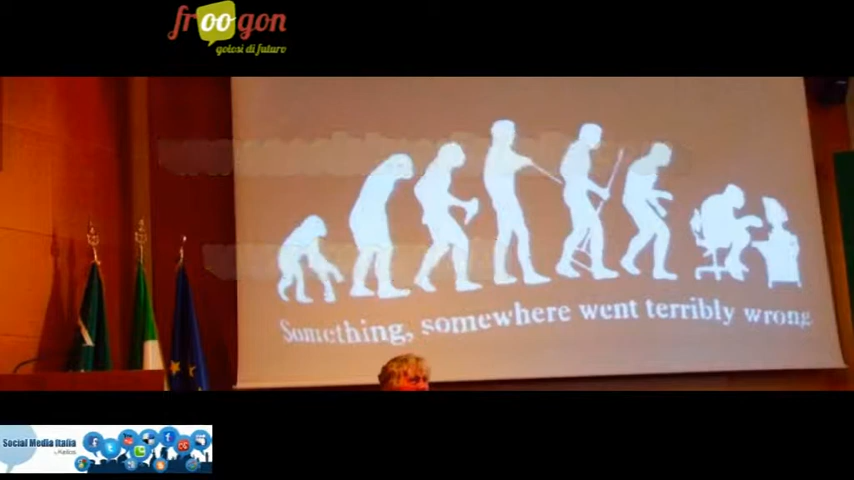 froogon
golosi di futuro
Something, somewhere went terribly wrong
Social Media Italia